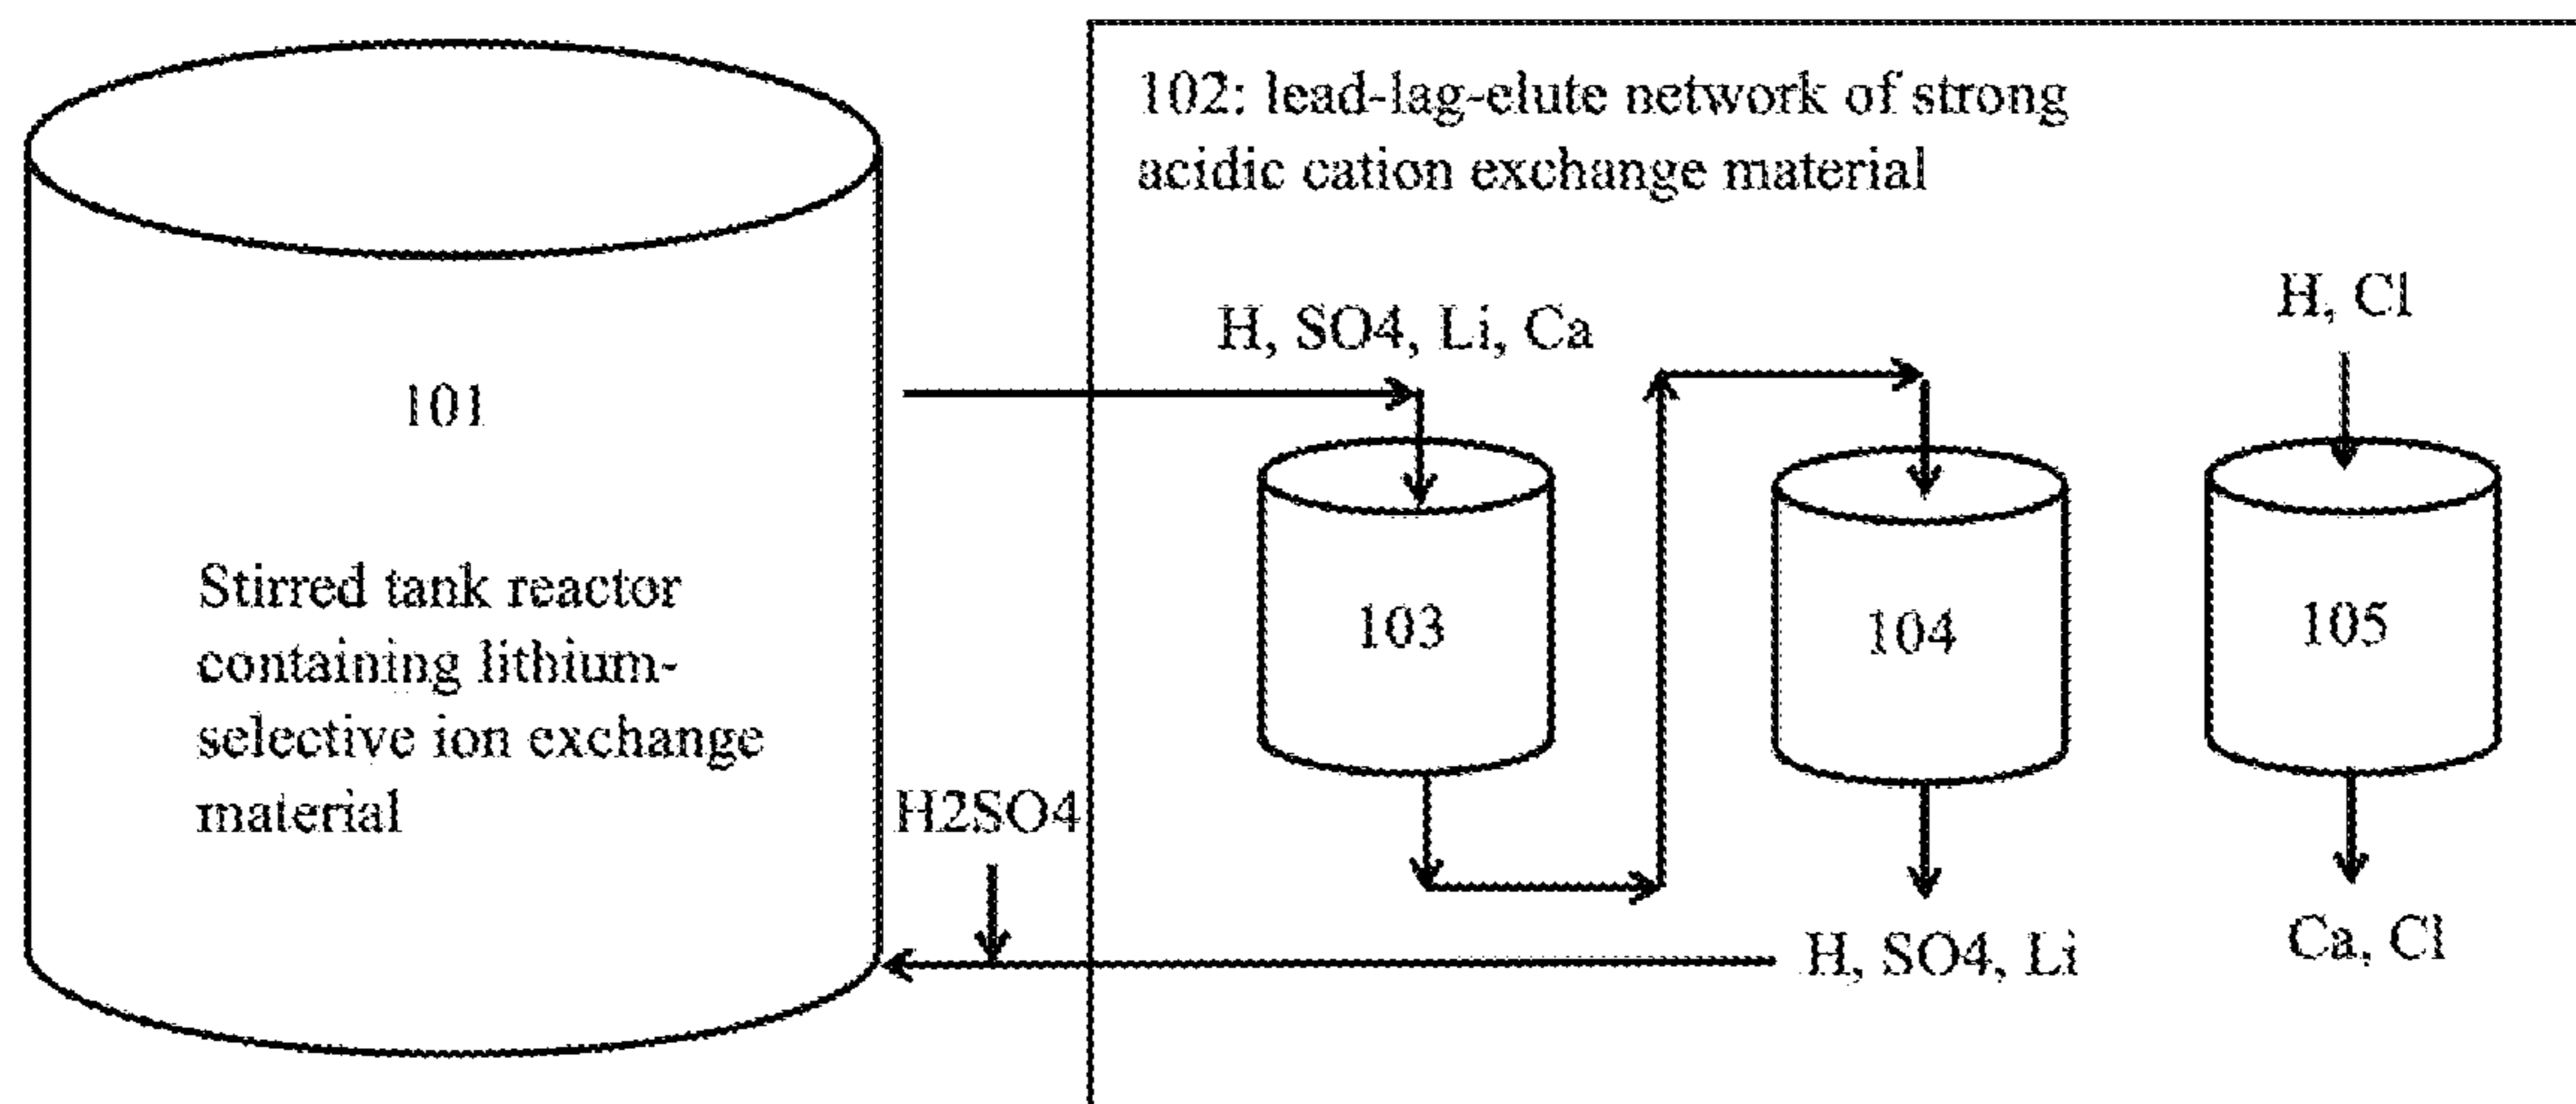 102: lead-lag-elute network of strong
acidic cation exchange material
H, SO4, Li, Ca
H, Cl
101
103
104
105
Stirred tank reactor
containing lithium-
selective ion exchange
material
H2SO4
H, SO4, Li
Ca, Cl